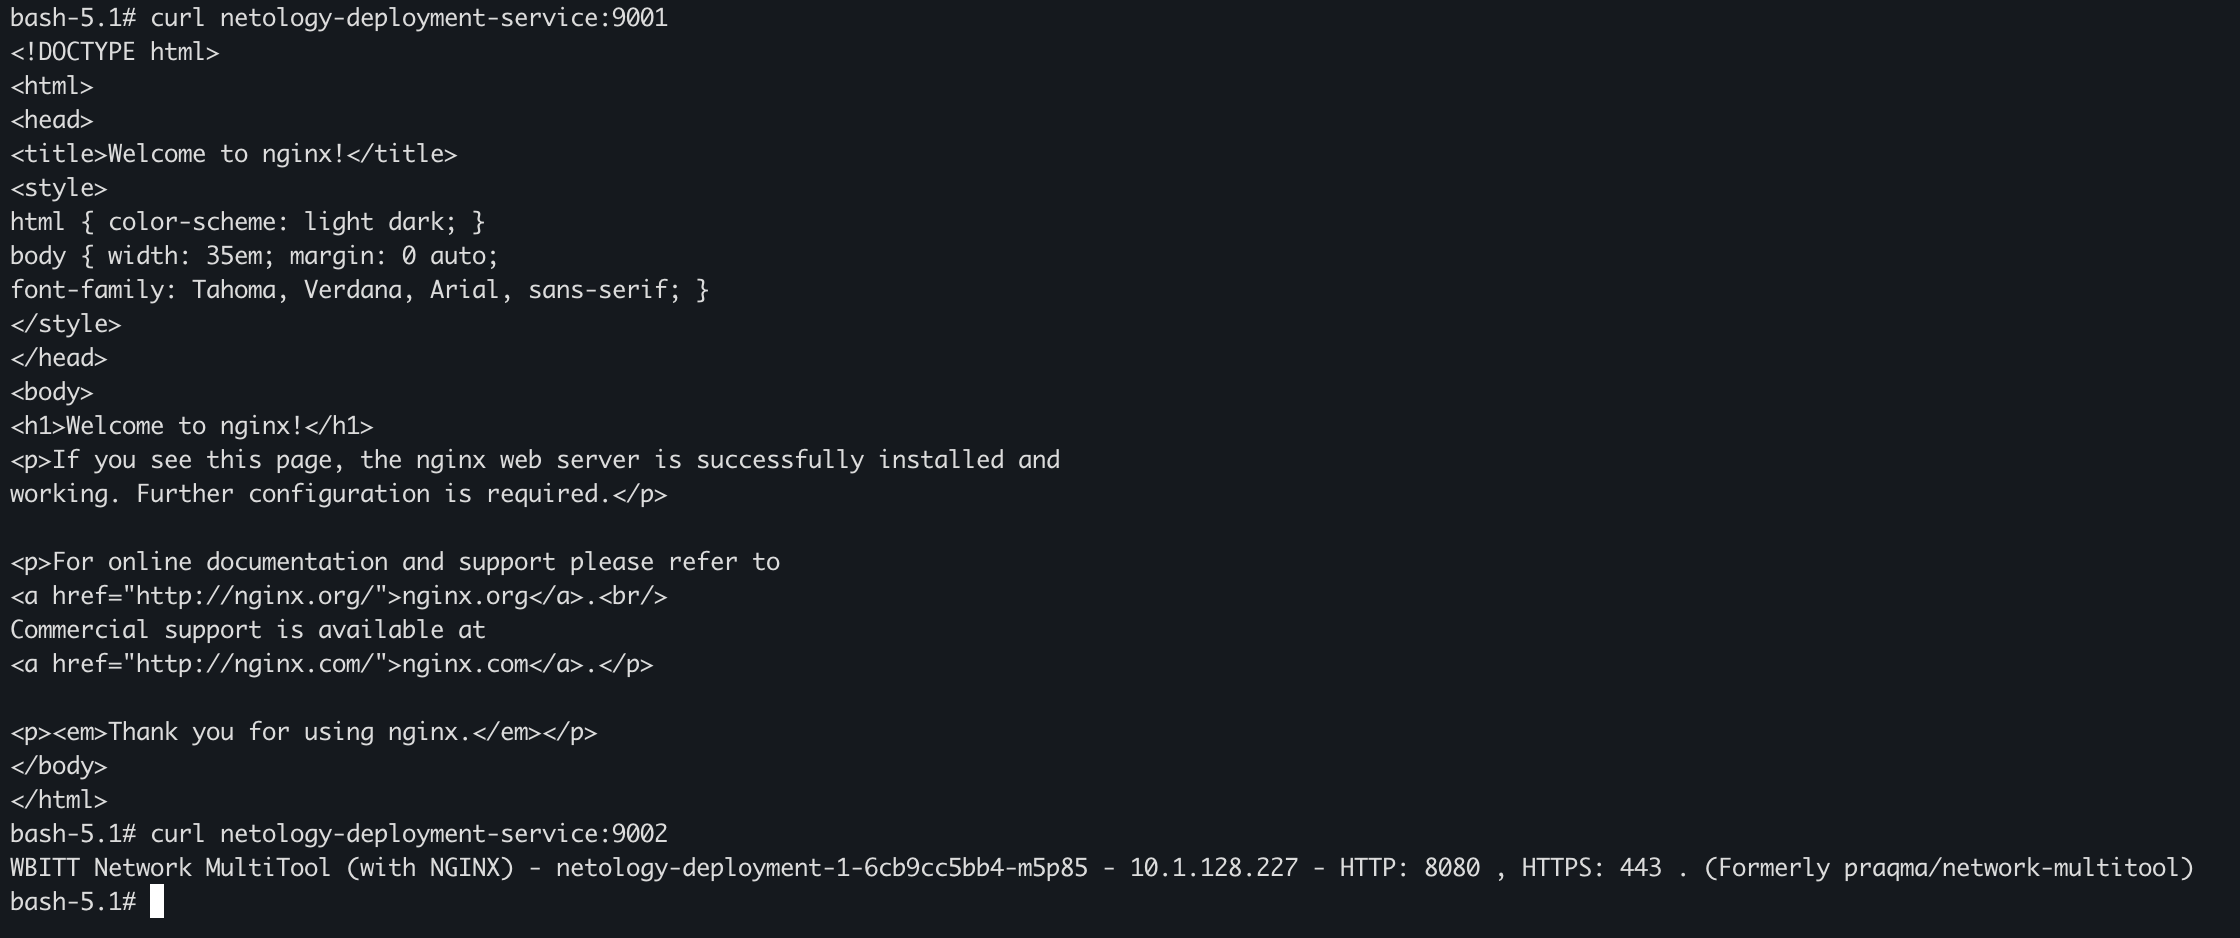 bash-5.1# curl netology-deployment-service:9001
<!DOCTYPE html>
<html>
<head>
<title>Welcome to nginx!</title>
<style>
html { color-scheme: light dark; }
body { width: 35em; margin: 0 auto;
font-family: Tahoma, Verdana, Arial, sans-serif; }
</style>
</head>
<body>
<h1>Welcome to nginx!</h1>
<p>If you see this page, the nginx web server is successfully installed and
working. Further configuration is required.</p>

<p>For online documentation and support please refer to
<a href="http://nginx.org/">nginx.org</a>.<br/>
Commercial support is available at
<a href="http://nginx.com/">nginx.com</a>.</p>

<p><em>Thank you for using nginx.</em></p>
</body>
</html>
bash-5.1# curl netology-deployment-service:9002
WBITT Network MultiTool (with NGINX) - netology-deployment-1-6cb9cc5bb4-m5p85 - 10.1.128.227 - HTTP: 8080 , HTTPS: 443 . (Formerly praqma/network-multitool)
bash-5.1#